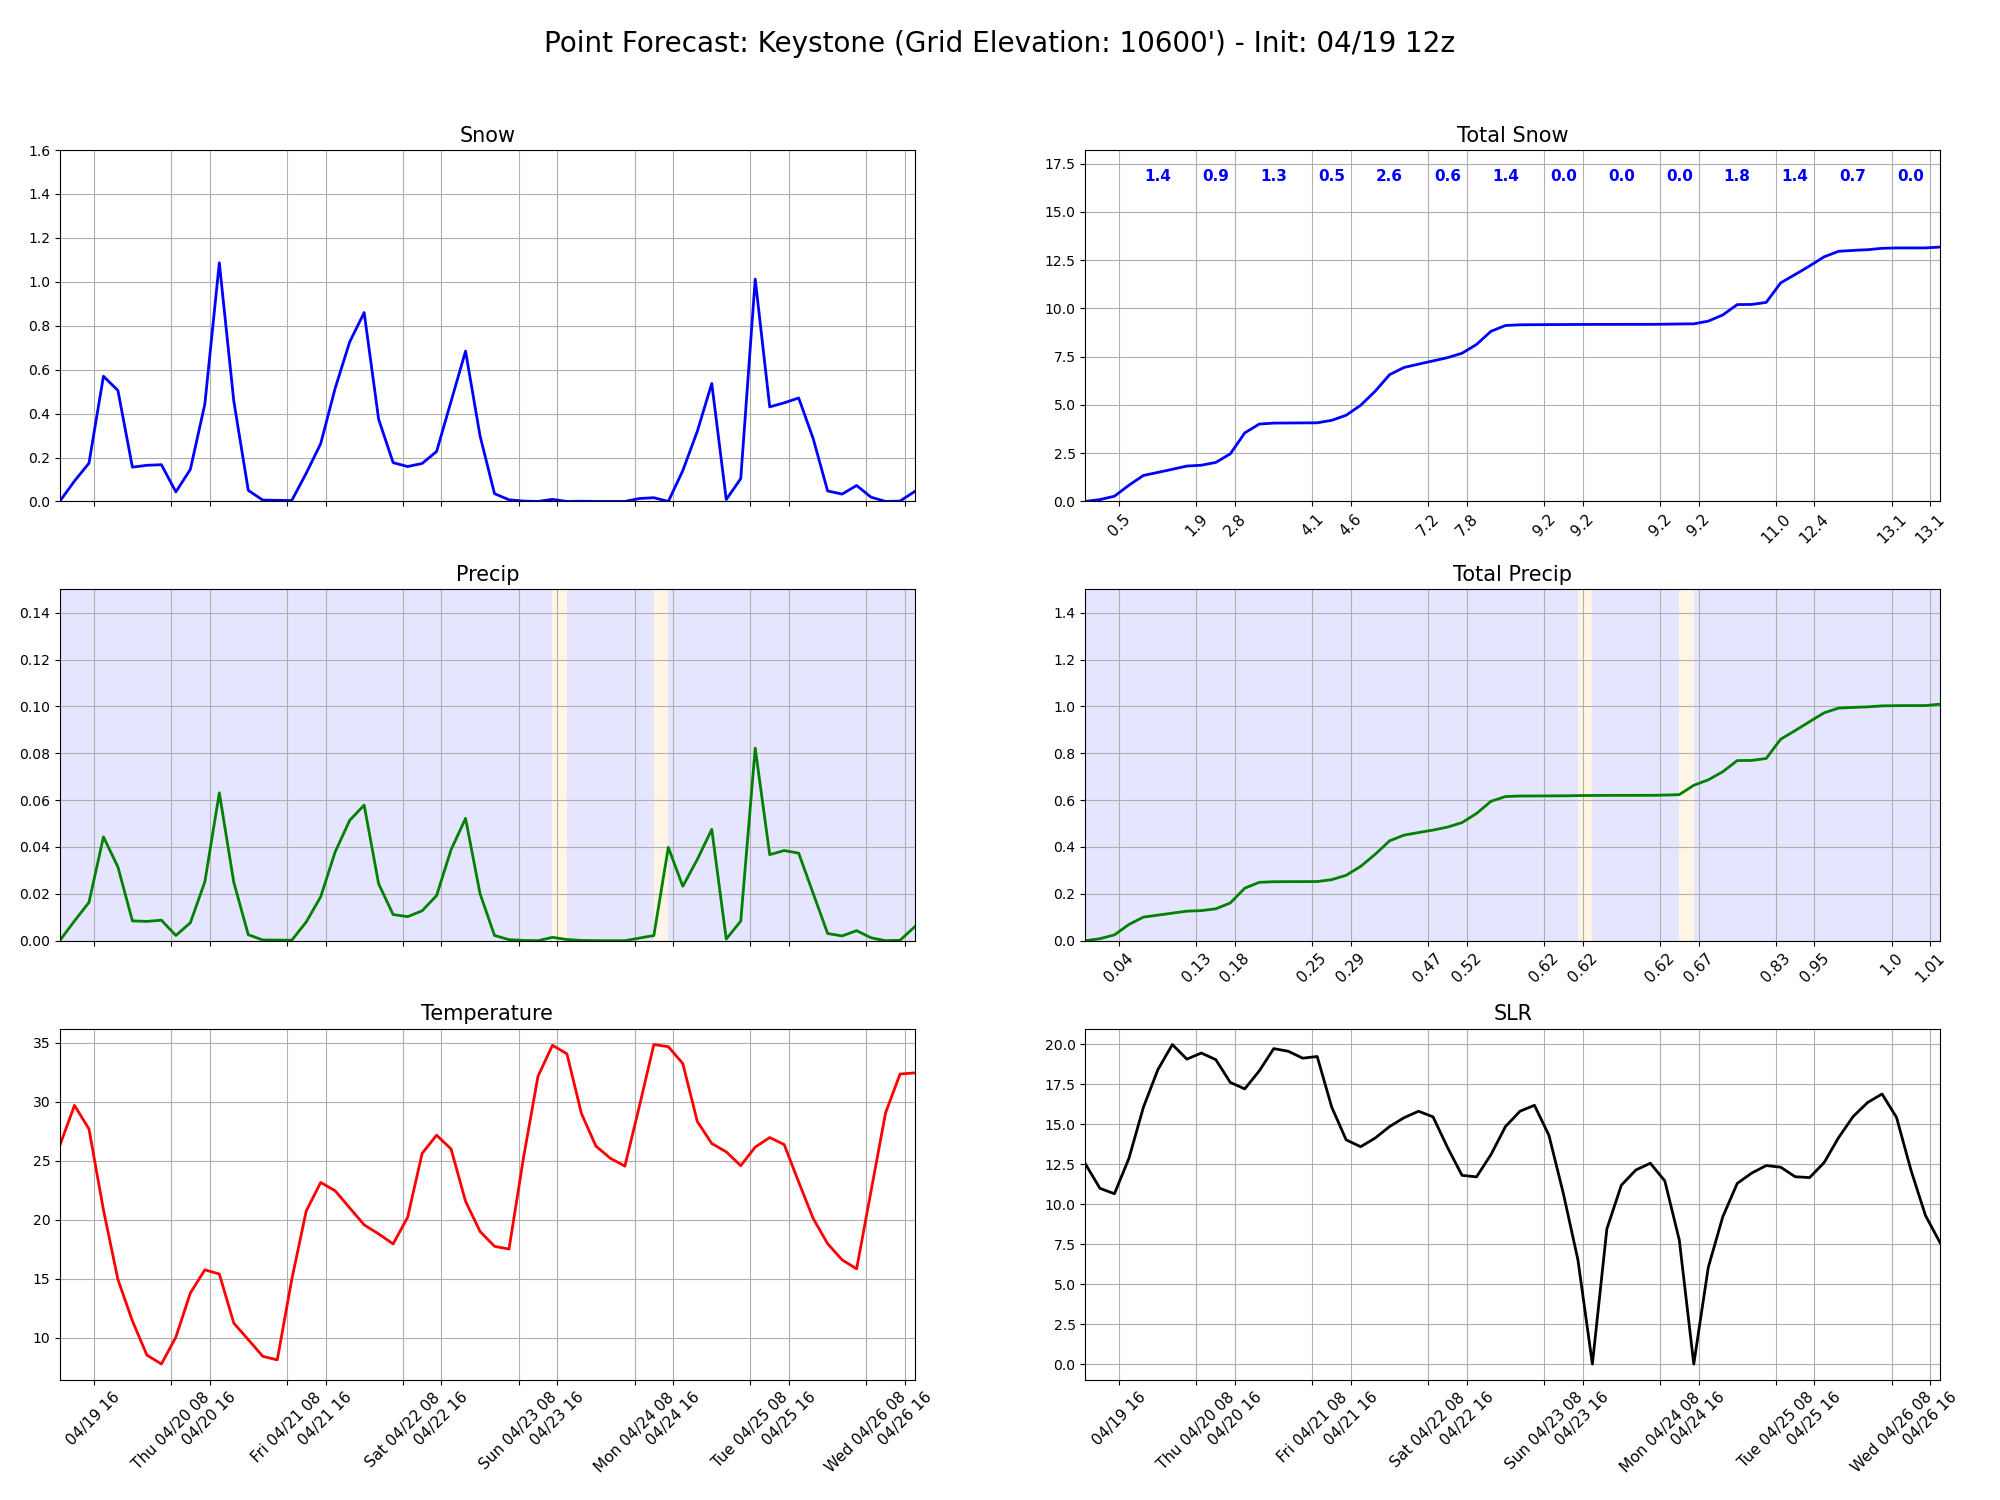 Point Forecast: Keystone (Grid Elevation: 10600') - Init: 04/19 12z
Snow
1.6
1.4
1.2
1.0
0.8
0.6
0.4
0.2
0.0
Total Snow
17.5
15.0
12.5
10.0
7.5
5.0
2.5
0.0
1.4 0.9 1.3 0.5 2.6 0.6 1.4 0.0 0.0 0.0 1.8 1.4 0.7 0.0
0.5 1.9 2.8 4.1 4.6 7.2 7.8 9.2 9.2 9.2 9.2 11.0 12.4 13.1 13.1
Precip
0.14
0.12
0.10
0.08
0.06
0.04
0.02
0.00
Total Precip
1.4
1.2
1.0
0.8
0.6
0.4
0.2
0.0
0.04 0.13 0.18 0.25 0.29 0.47 0.52 0.62 0.62 0.62 0.67 0.83 0.95 1.0 1.01
Temperature
35
30
25
20
15
10
04/19 16
Thu 04/20 08
04/20 16
Fri 04/21 08
04/21 16
Sat 04/22 08
04/22 16
Sun 04/23 08
04/23 16
Mon 04/24 08
04/24 16
Tue 04/25 08
04/25 16
Wed 04/26 08
04/26 16
SLR
20.0
17.5
15.0
12.5
10.0
7.5
5.0
2.5
0.0
04/19 16
Thu 04/20 08
04/20 16
Fri 04/21 08
04/21 16
Sat 04/22 08
04/22 16
Sun 04/23 08
04/23 16
Mon 04/24 08
04/24 16
Tue 04/25 08
04/25 16
Wed 04/26 08
04/26 16